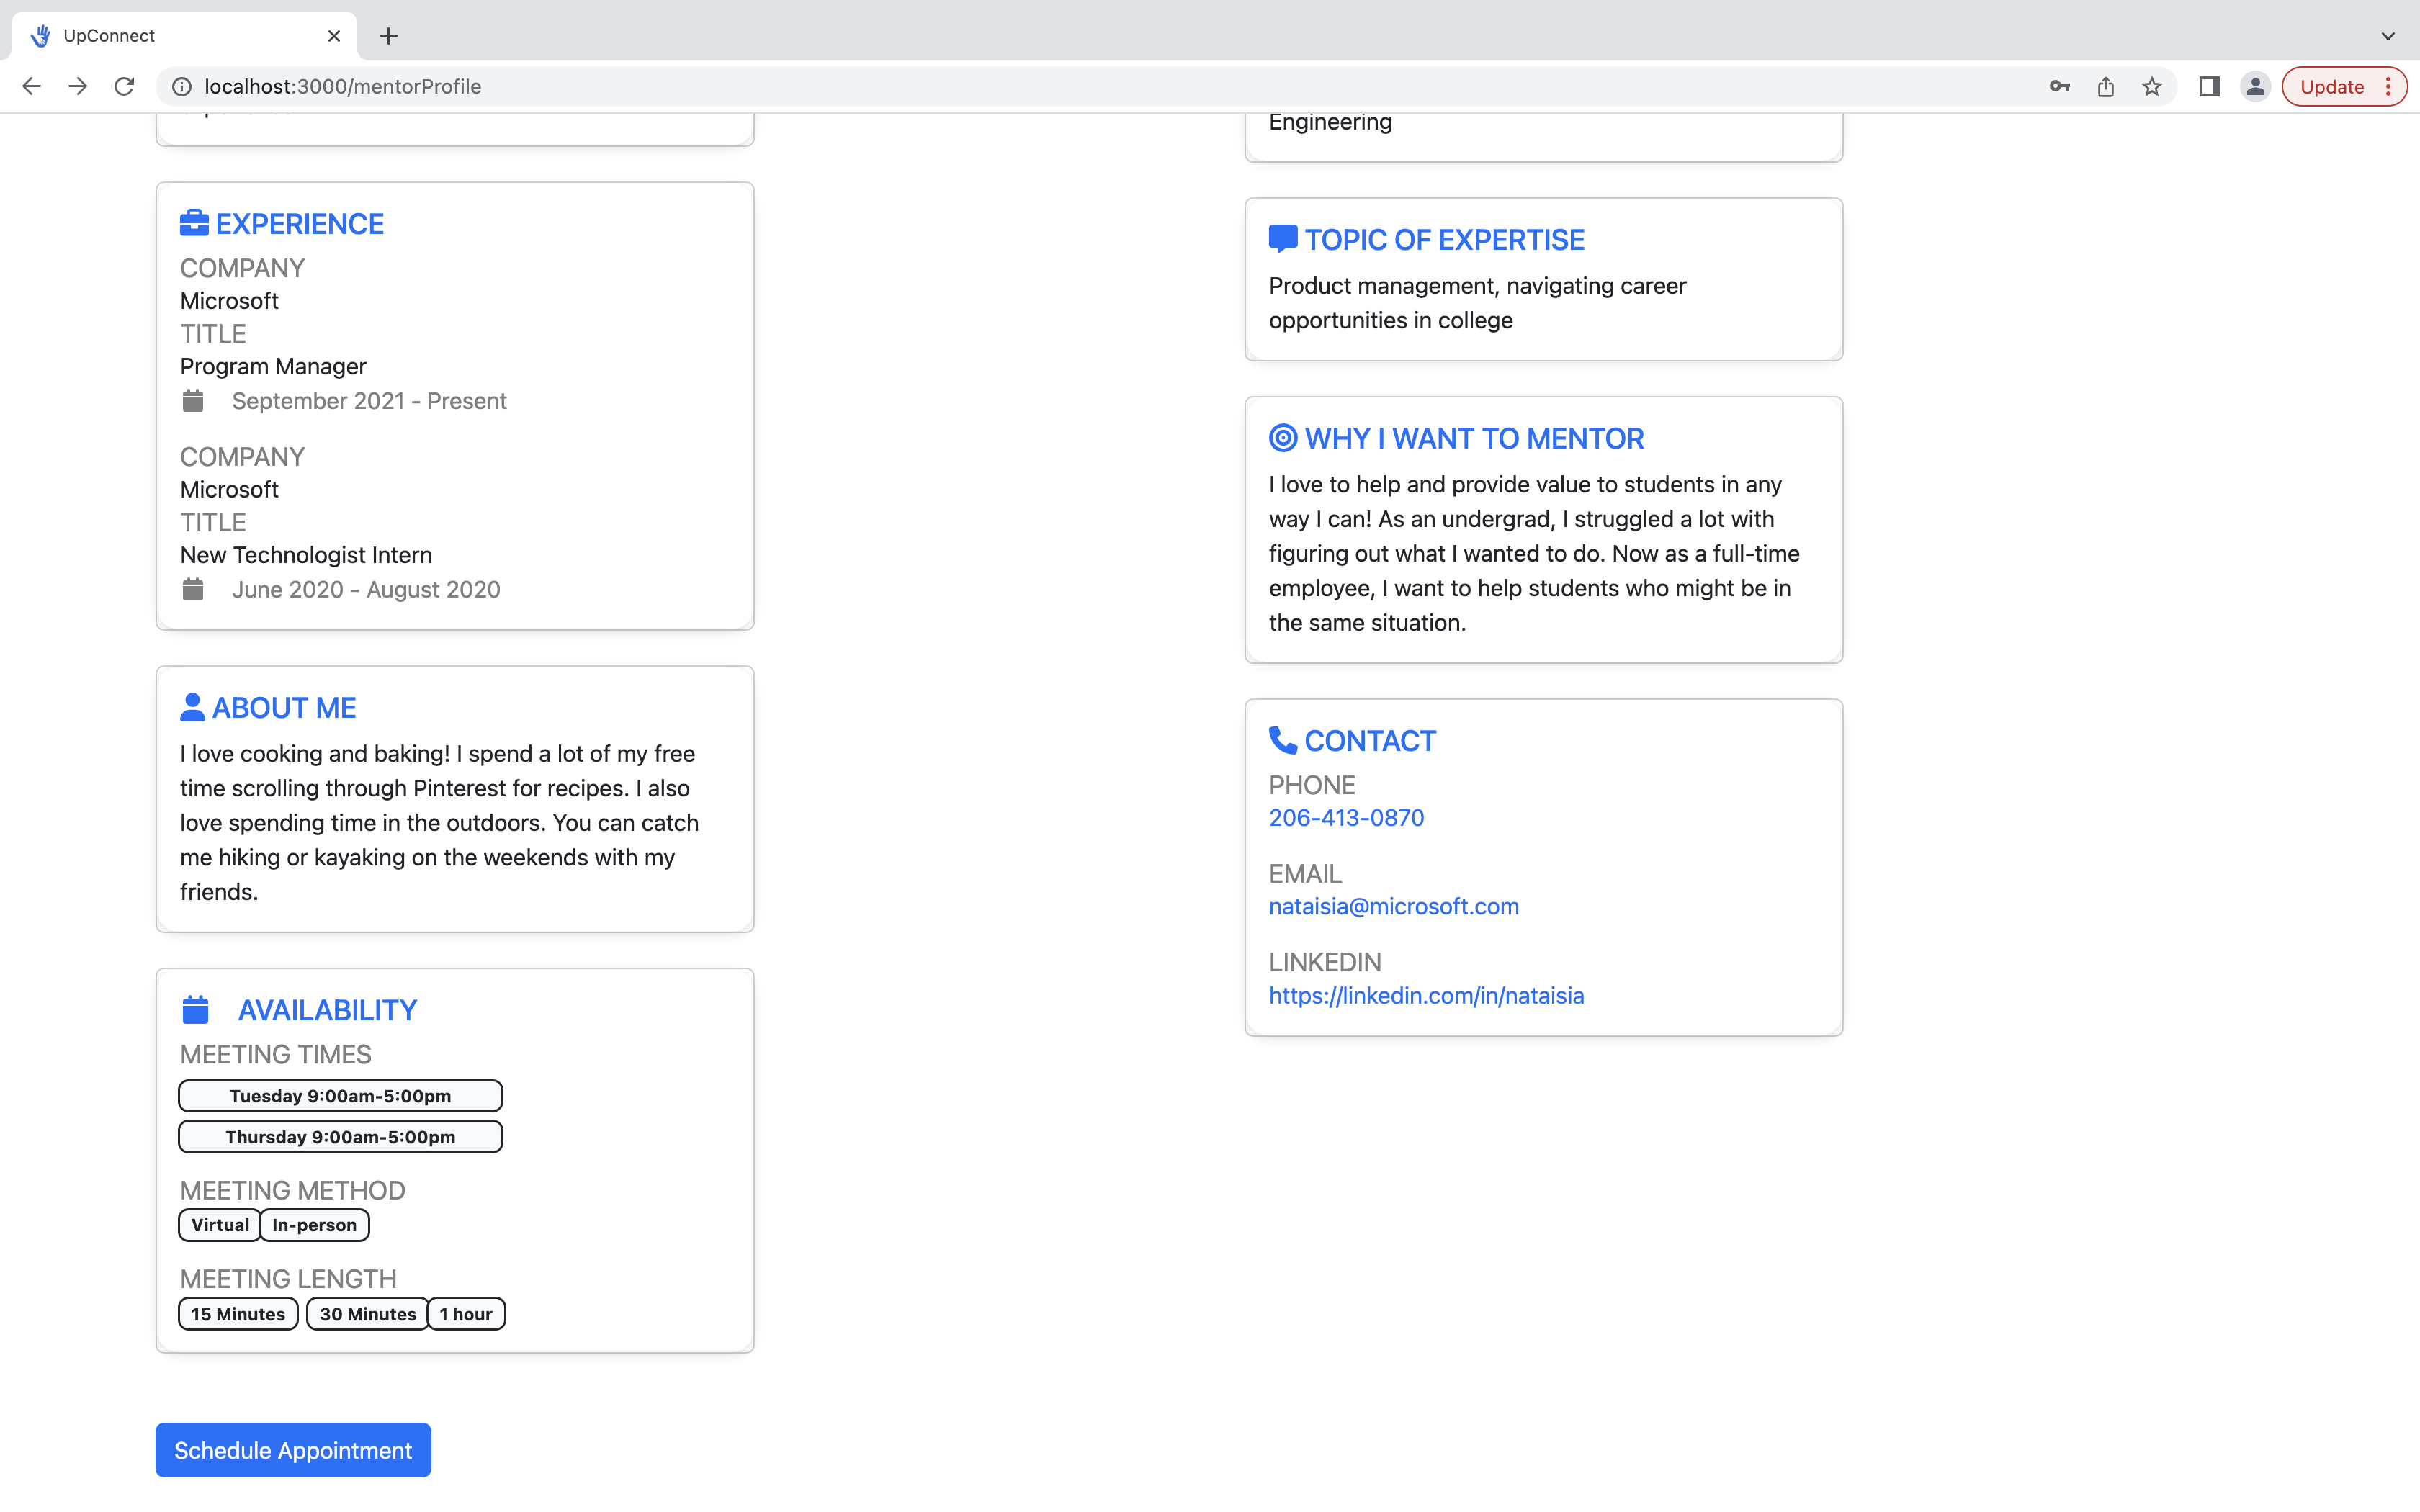 UpConnect
localhost:3000/mentorProfile
Update
EXPERIENCE
COMPANY
Microsoft
TITLE
Program Manager
September 2021 - Present
COMPANY
Microsoft
TITLE
New Technologist Intern
June 2020 - August 2020
ABOUT ME
I love cooking and baking! I spend a lot of my free
time scrolling through Pinterest for recipes. I also
love spending time in the outdoors. You can catch
me hiking or kayaking on the weekends with my
friends.
AVAILABILITY
MEETING TIMES
Tuesday 9:00am-5:00pm
Thursday 9:00am-5:00pm
MEETING METHOD
Virtual In-person
MEETING LENGTH
15 Minutes 30 Minutes 1 hour
Schedule Appointment
Engineering
TOPIC OF EXPERTISE
Product management, navigating career
opportunities in college
WHY I WANT TO MENTOR
I love to help and provide value to students in any
way I can! As an undergrad, I struggled a lot with
figuring out what I wanted to do. Now as a full-time
employee, I want to help students who might be in
the same situation.
CONTACT
PHONE
206-413-0870
EMAIL
nataisia@microsoft.com
LINKEDIN
https://linkedin.com/in/nataisia